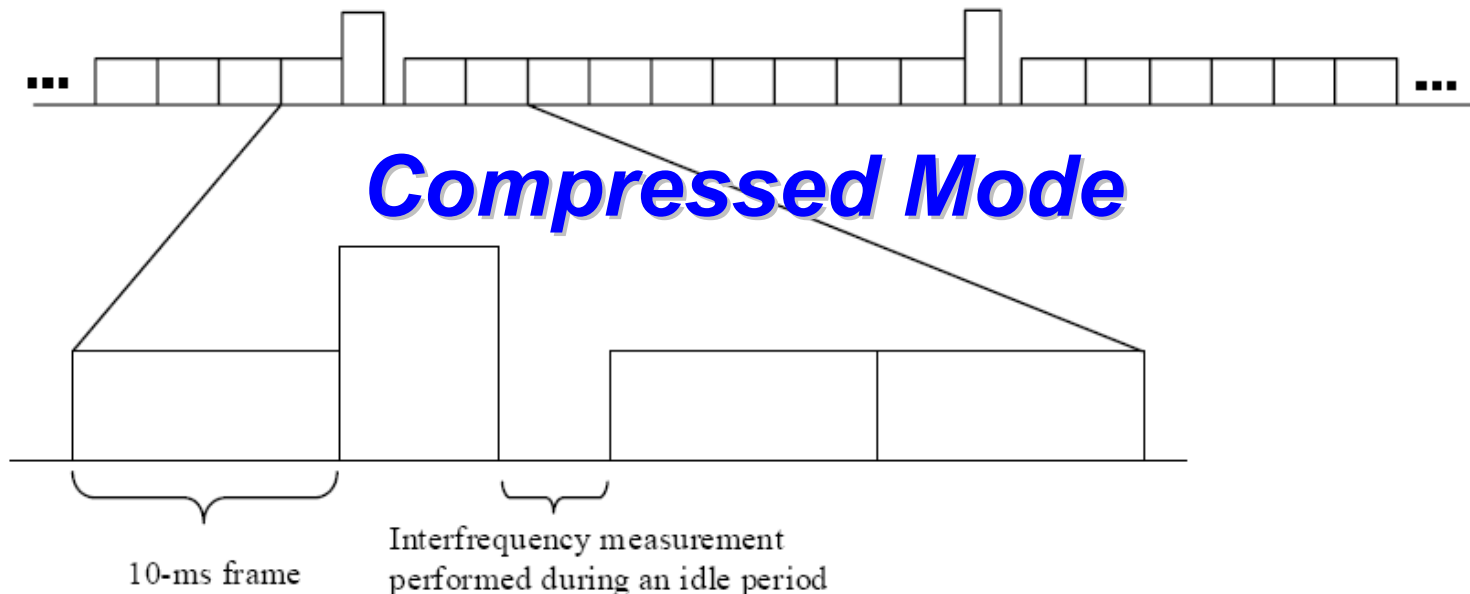 ...
...
Compressed Mode
10-ms frame
Interfrequency measurement
performed during an idle period